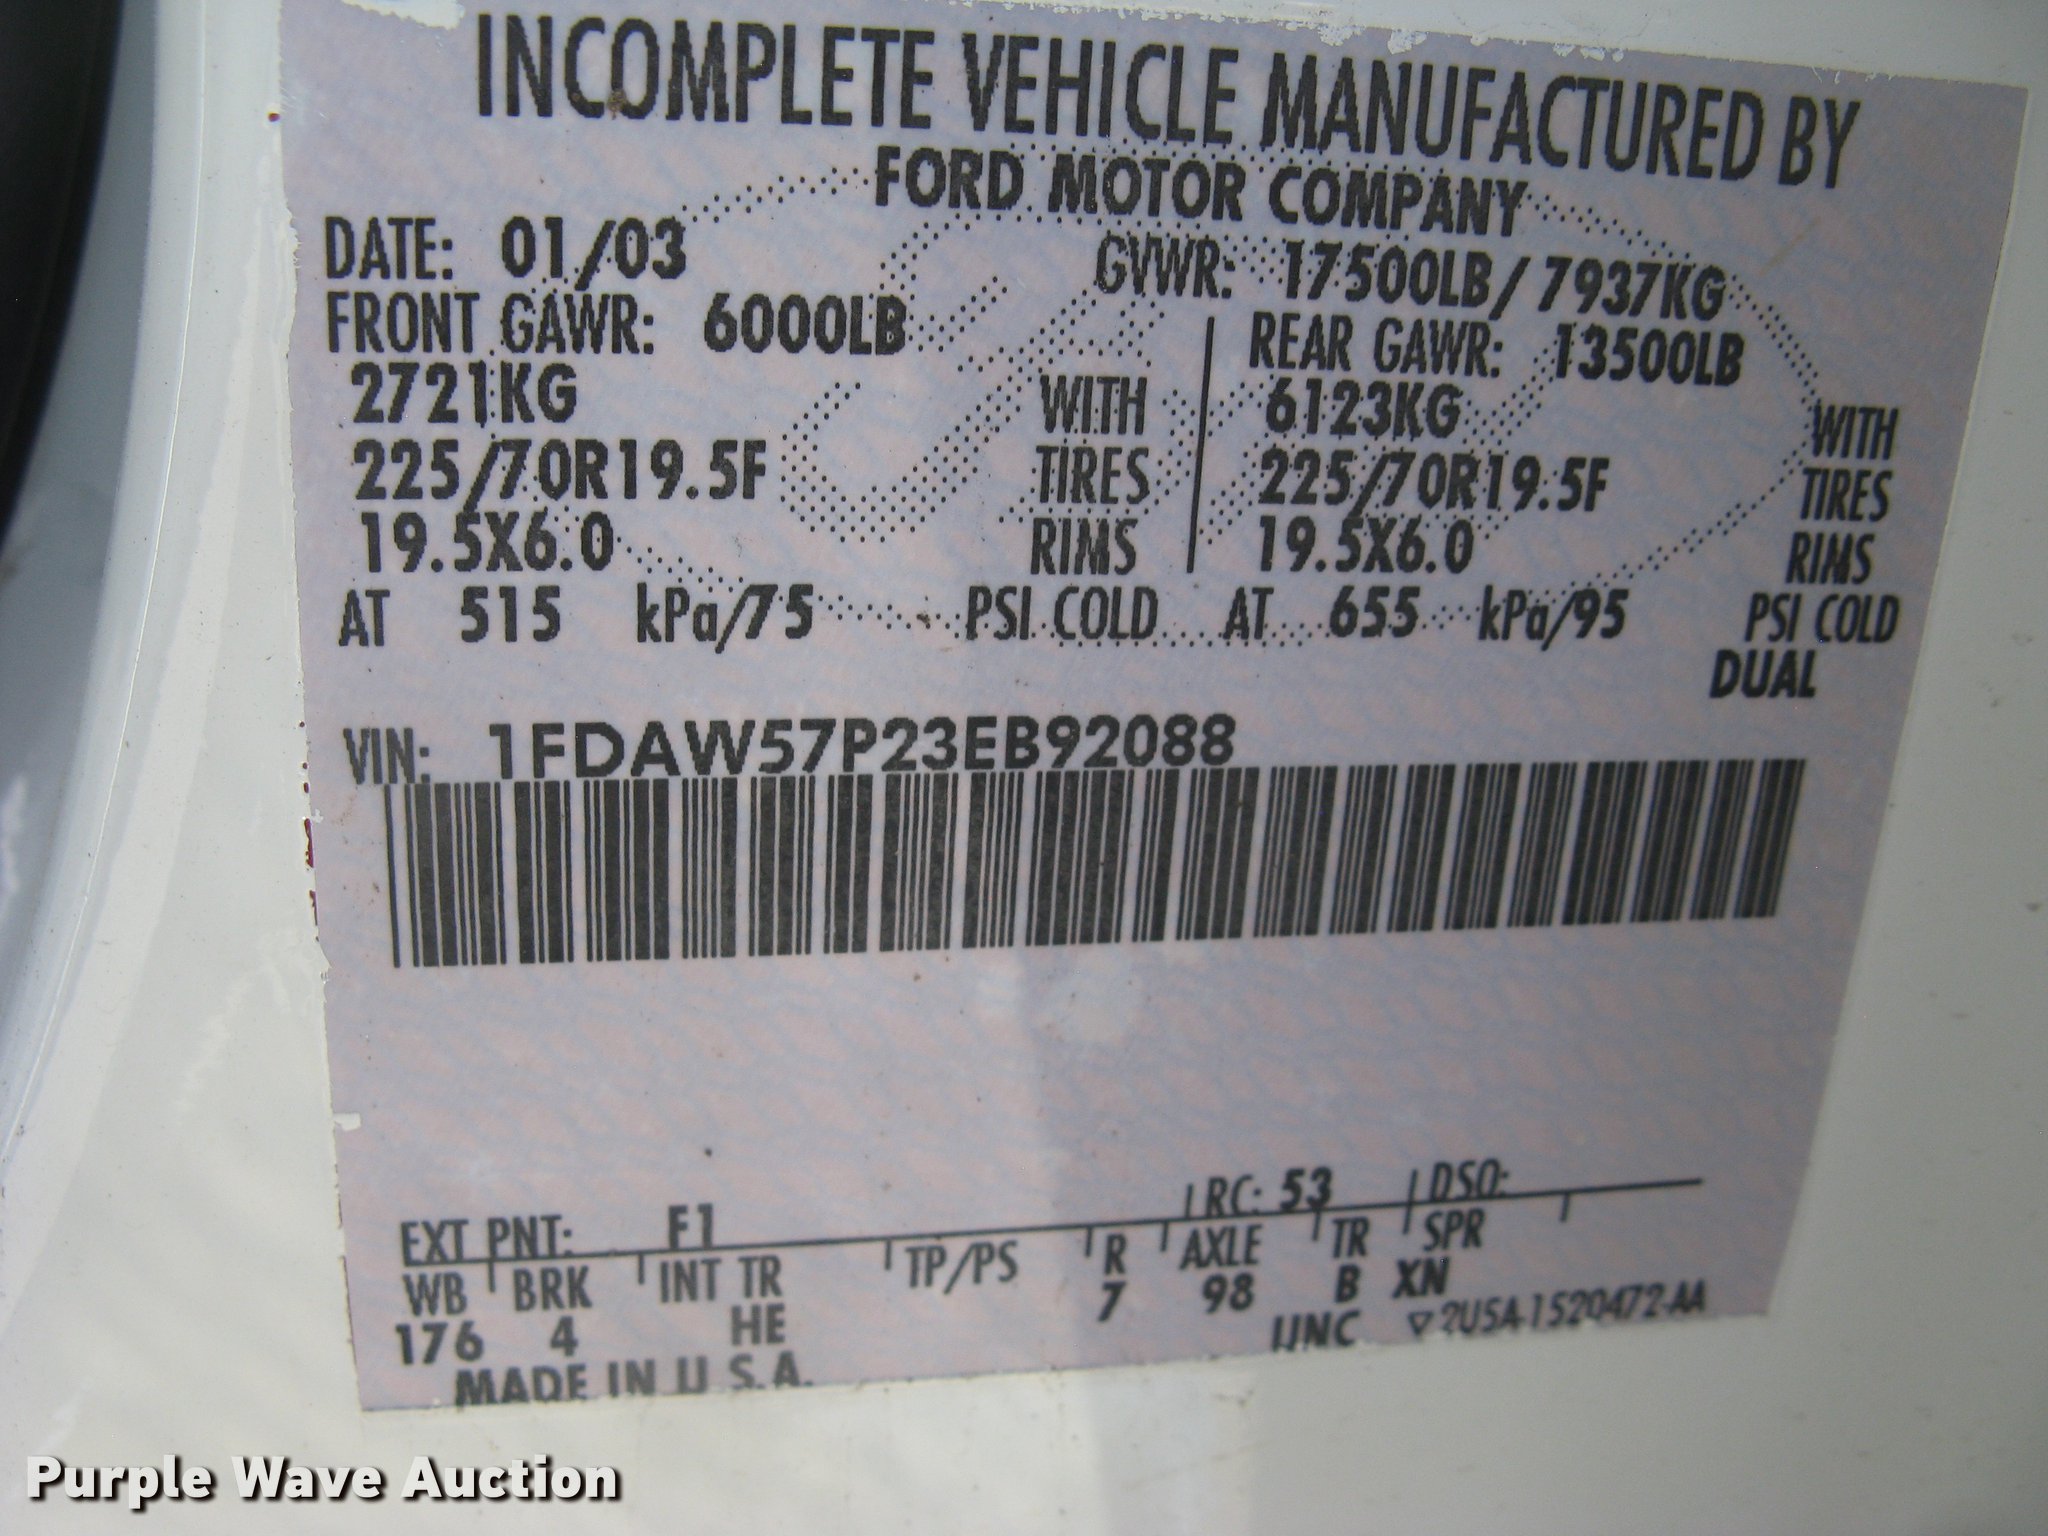 INCOMPLETE VEHICLE MANUFACTURED BY
FORD MOTOR COMPANY
DATE: 01/03 GVWR: 17500LB/7937KG
FRONT GAWR: 6000LB REAR GAWR: 13500LB
2721KG WITH 6123KG WITH
225/70R19.5F TIRES 225/70R19.5F TIRES
19.5X6.0 RIMS 19.5X6.0 RIMS
AT 515 kPa/75 PSI COLD AT 655 kPa/95 PSI COLD
DUAL
VIN: 1FDAW57P23EB92088
EXT PNT: F1 RC: 53 DSO:
WB BRK INT TR TP/PS R AXLE TR SPR
176 4 HE 7 98 B XN
MADE IN U.S.A. UNC ▽2USA-1520472-AA
Purple Wave Auction